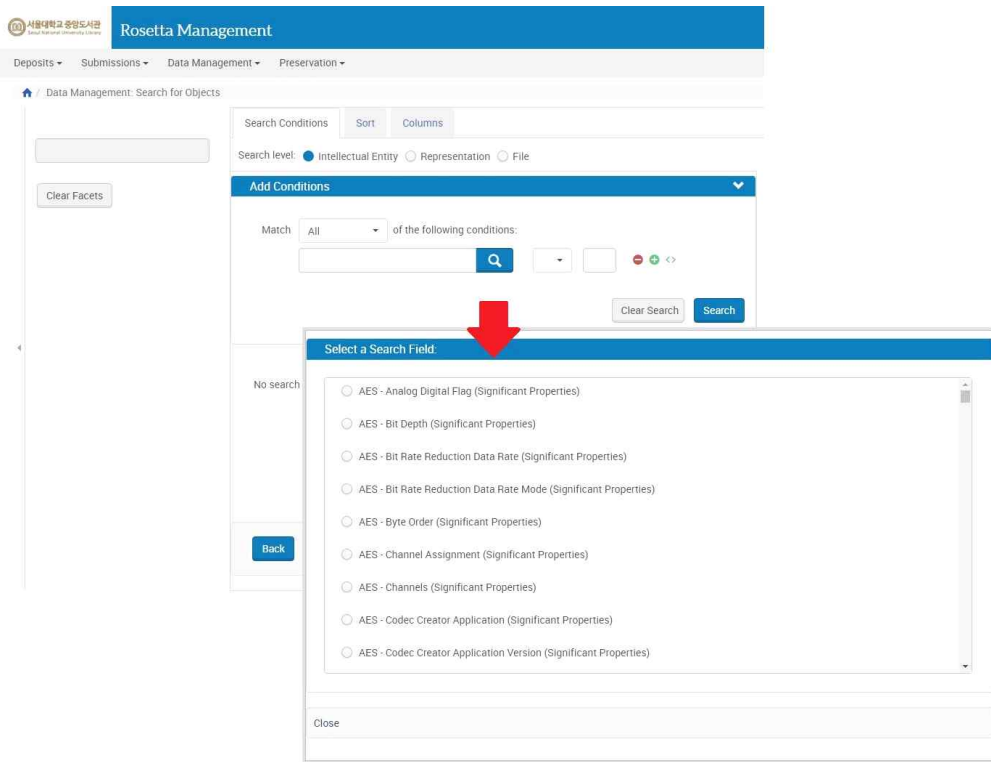 서울대학교 중앙도서관
Seoul National University Library
Rosetta Management
Deposits Submissions Data Management Preservation
/ Data Management: Search for Objects
Search Conditions Sort Columns
Search level: Intellectual Entity Representation File
Clear Facets
Add Conditions
Match All of the following conditions:
Clear Search Search
Select a Search Field:
No search
AES - Analog Digital Flag (Significant Properties)
AES - Bit Depth (Significant Properties)
AES - Bit Rate Reduction Data Rate (Significant Properties)
AES - Bit Rate Reduction Data Rate Mode (Significant Properties)
AES - Byte Order (Significant Properties)
Back
AES - Channel Assignment (Significant Properties)
AES - Channels (Significant Properties)
AES - Codec Creator Application (Significant Properties)
AES - Codec Creator Application Version (Significant Properties)
Close